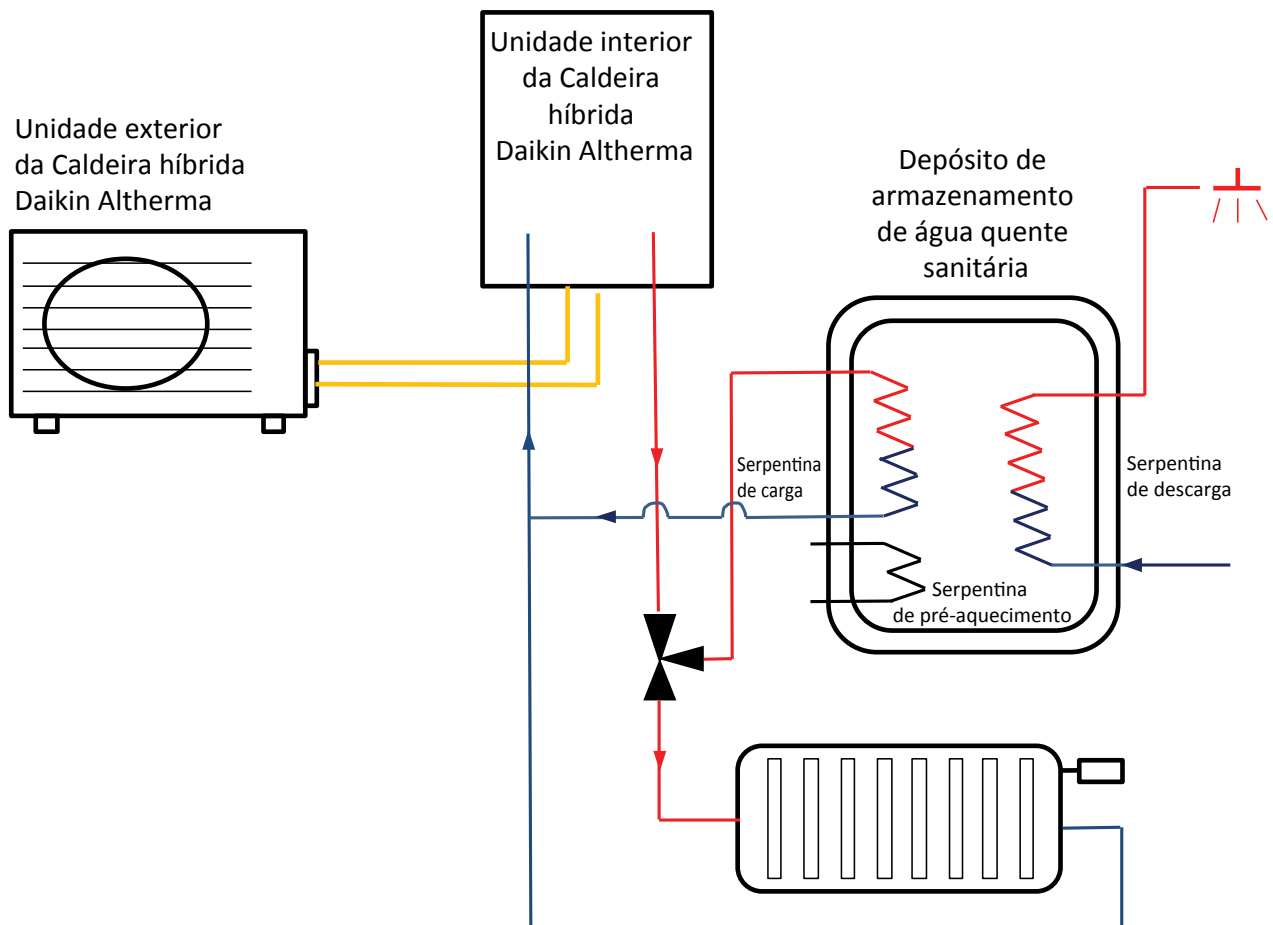 Unidade interior
da Caldeira
híbrida
Daikin Altherma
Unidade exterior
da Caldeira híbrida
Daikin Altherma
Depósito de
armazenamento
de água quente
sanitária
Serpentina
de carga
Serpentina
de descarga
Serpentina
de pré-aquecimento